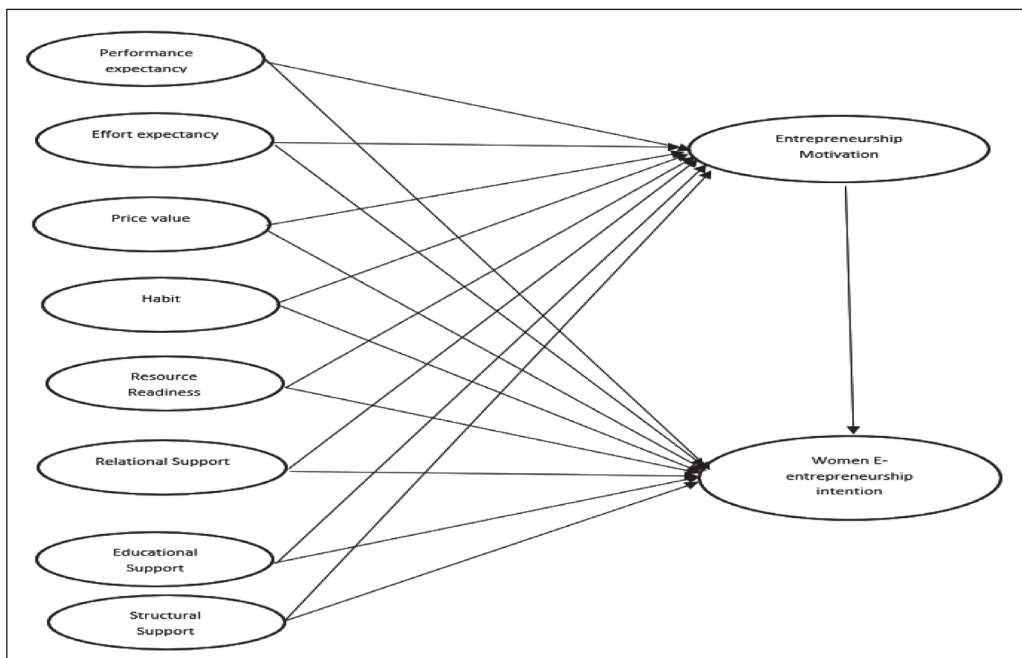 Performance
expectancy
Effort expectancy
Price value
Habit
Resource
Readiness
Relational Support
Educational
Support
Structural
Support
Entrepreneurship
Motivation
Women E-
entrepreneurship
intention